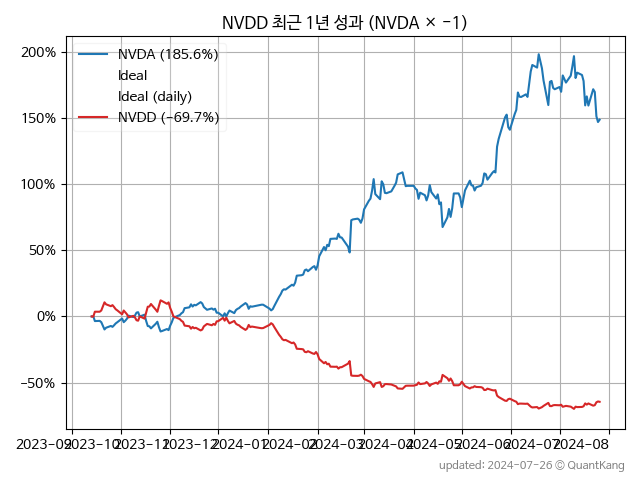 NVDD 최근 1년 성과 (NVDA × −1)
200%
150%
100%
50%
0%
−50%
NVDA (185.6%)
Ideal
Ideal (daily)
NVDD (−69.7%)
2023-09 2023-10 2023-11 2023-12 2024-01 2024-02 2024-03 2024-04 2024-05 2024-06 2024-07 2024-08
updated: 2024-07-26 © QuantKang